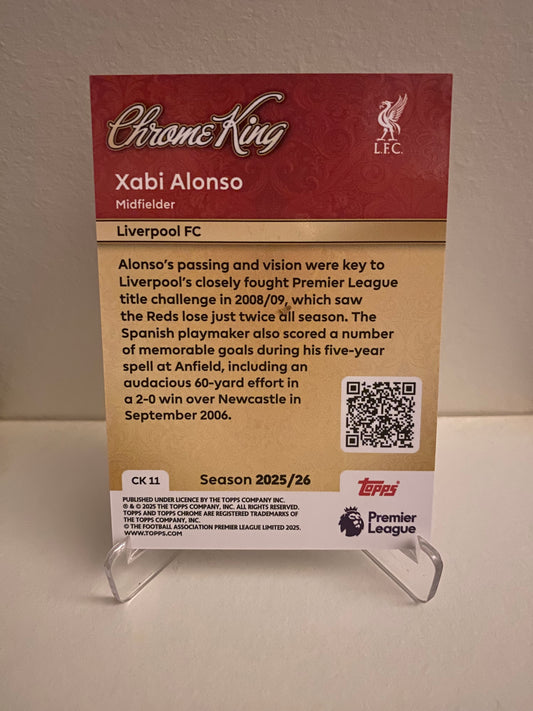 Chrome King
L.F.C.
Xabi Alonso
Midfielder
Liverpool FC
Alonso's passing and vision were key to
Liverpool's closely fought Premier League
title challenge in 2008/09, which saw
the Reds lose just twice all season. The
Spanish playmaker also scored a number
of memorable goals during his five-year
spell at Anfield, including an
audacious 60-yard effort in
a 2-0 win over Newcastle in
September 2006.
CK 11
Season 2025/26
topps
PUBLISHED UNDER LICENCE BY THE TOPPS COMPANY INC.
® & © 2025 THE TOPPS COMPANY, INC. ALL RIGHTS RESERVED.
TOPPS AND TOPPS CHROME ARE REGISTERED TRADEMARKS OF
THE TOPPS COMPANY, INC.
© THE FOOTBALL ASSOCIATION PREMIER LEAGUE LIMITED 2025.
WWW.TOPPS.COM
Premier
League